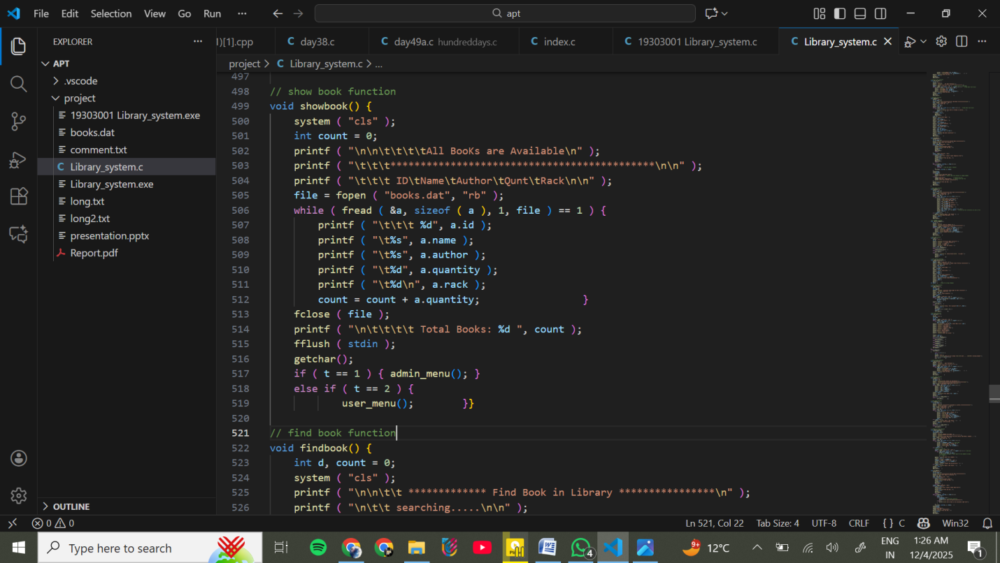 File Edit Selection View Go Run ··· apt
EXPLORER ···
)[1].cpp day38.c day49a.c hundreddays.c index.c 19303001 Library_system.c Library_system.c
APT
.vscode
project
19303001 Library_system.exe
books.dat
comment.txt
Library_system.c
Library_system.exe
long.txt
long2.txt
presentation.pptx
Report.pdf
OUTLINE
project > C Library_system.c > ...
497
498 // show book function
499 void showbook() {
500 system ( "cls" );
501 int count = 0;
502 printf ( "\n\n\t\t\t\tAll BooKs are Available\n" );
503 printf ( "\t\t\t********************************************\n\n" );
504 printf ( "\t\t\t ID\tName\tAuthor\tQunt\tRack\n\n" );
505 file = fopen ( "books.dat", "rb" );
506 while ( fread ( &a, sizeof ( a ), 1, file ) == 1 ) {
507 printf ( "\t\t\t %d", a.id );
508 printf ( "\t%s", a.name );
509 printf ( "\t%s", a.author );
510 printf ( "\t%d", a.quantity );
511 printf ( "\t%d\n", a.rack );
512 count = count + a.quantity; }
513 fclose ( file );
514 printf ( "\n\t\t\t\t Total Books: %d ", count );
515 fflush ( stdin );
516 getchar();
517 if ( t == 1 ) { admin_menu(); }
518 else if ( t == 2 ) {
519 user_menu(); }}
520
521 // find book function
522 void findbook() {
523 int d, count = 0;
524 system ( "cls" );
525 printf ( "\n\n\t\t ************* Find Book in Library ****************\n" );
526 printf ( "\n\t\t searching.....\n\n" );
0 0 Ln 521, Col 22 Tab Size: 4 UTF-8 CRLF {} C Win32
Type here to search
9+ 12°C ENG IN 1:26 AM 12/4/2025
4
1